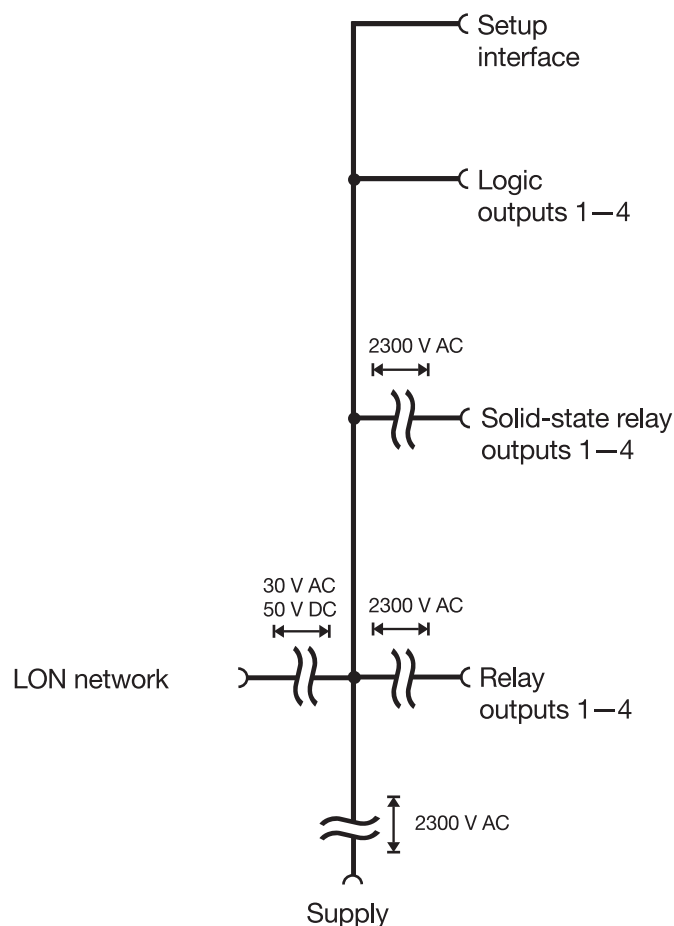 Setup
interface
Logic
outputs 1—4
2300 V AC
Solid-state relay
outputs 1—4
30 V AC
50 V DC
2300 V AC
LON network
Relay
outputs 1—4
2300 V AC
Supply